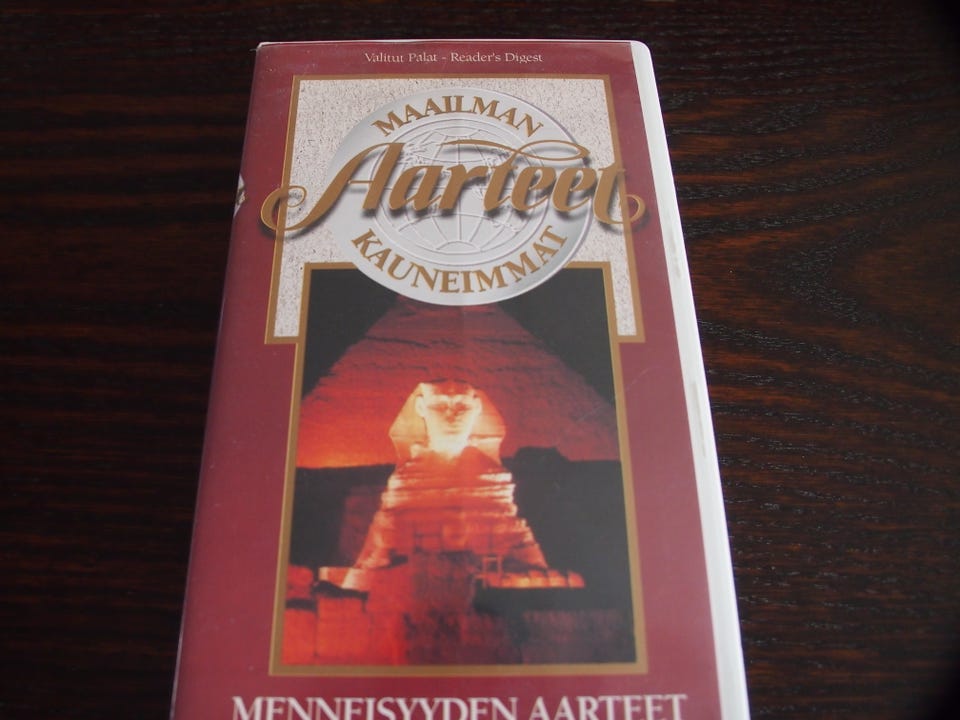 Valitut Palat - Reader's Digest
MAAILMAN
Aarteet
KAUNEIMMAT
MENNEISYYDEN AARTEET